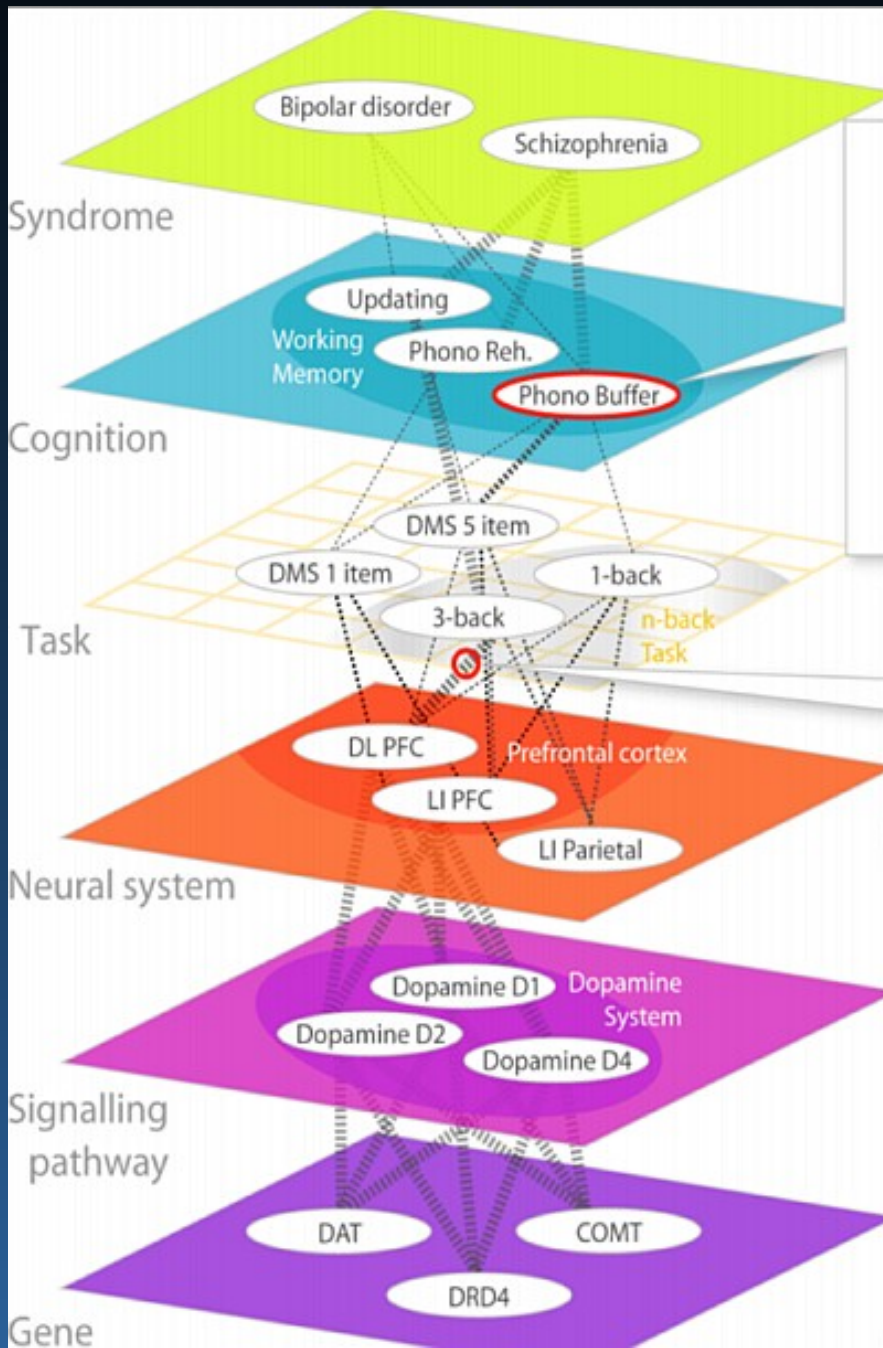 Bipolar disorder
Schizophrenia
Syndrome
Updating
Working
Memory
Phono Reh.
Phono Buffer
Cognition
DMS 5 item
DMS 1 item
1-back
3-back
n-back
Task
Task
DL PFC
Prefrontal cortex
LI PFC
LI Parietal
Neural system
Dopamine D1
Dopamine
System
Dopamine D2
Dopamine D4
Signalling
pathway
DAT
COMT
DRD4
Gene